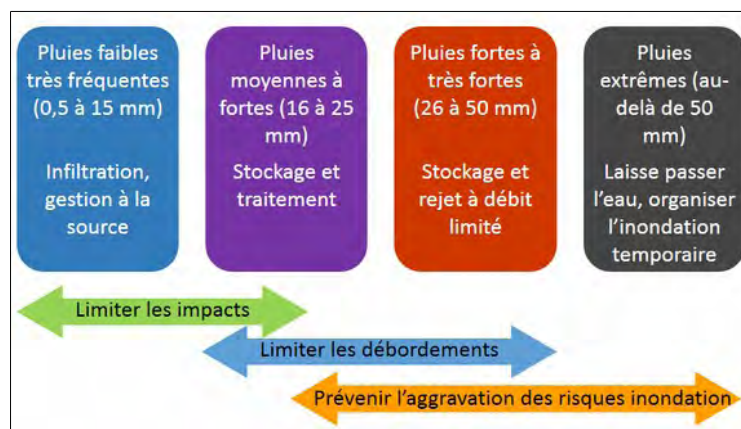 Pluies faibles
très fréquentes
(0,5 à 15 mm)
Infiltration,
gestion à la
source
Pluies
moyennes à
fortes (16 à 25
mm)
Stockage et
traitement
Pluies fortes à
très fortes
(26 à 50 mm)
Stockage et
rejet à débit
limité
Pluies
extrêmes (au-
delà de 50
mm)
Laisse passer
l'eau, organiser
l'inondation
temporaire
Limiter les impacts
Limiter les débordements
Prévenir l'aggravation des risques inondation